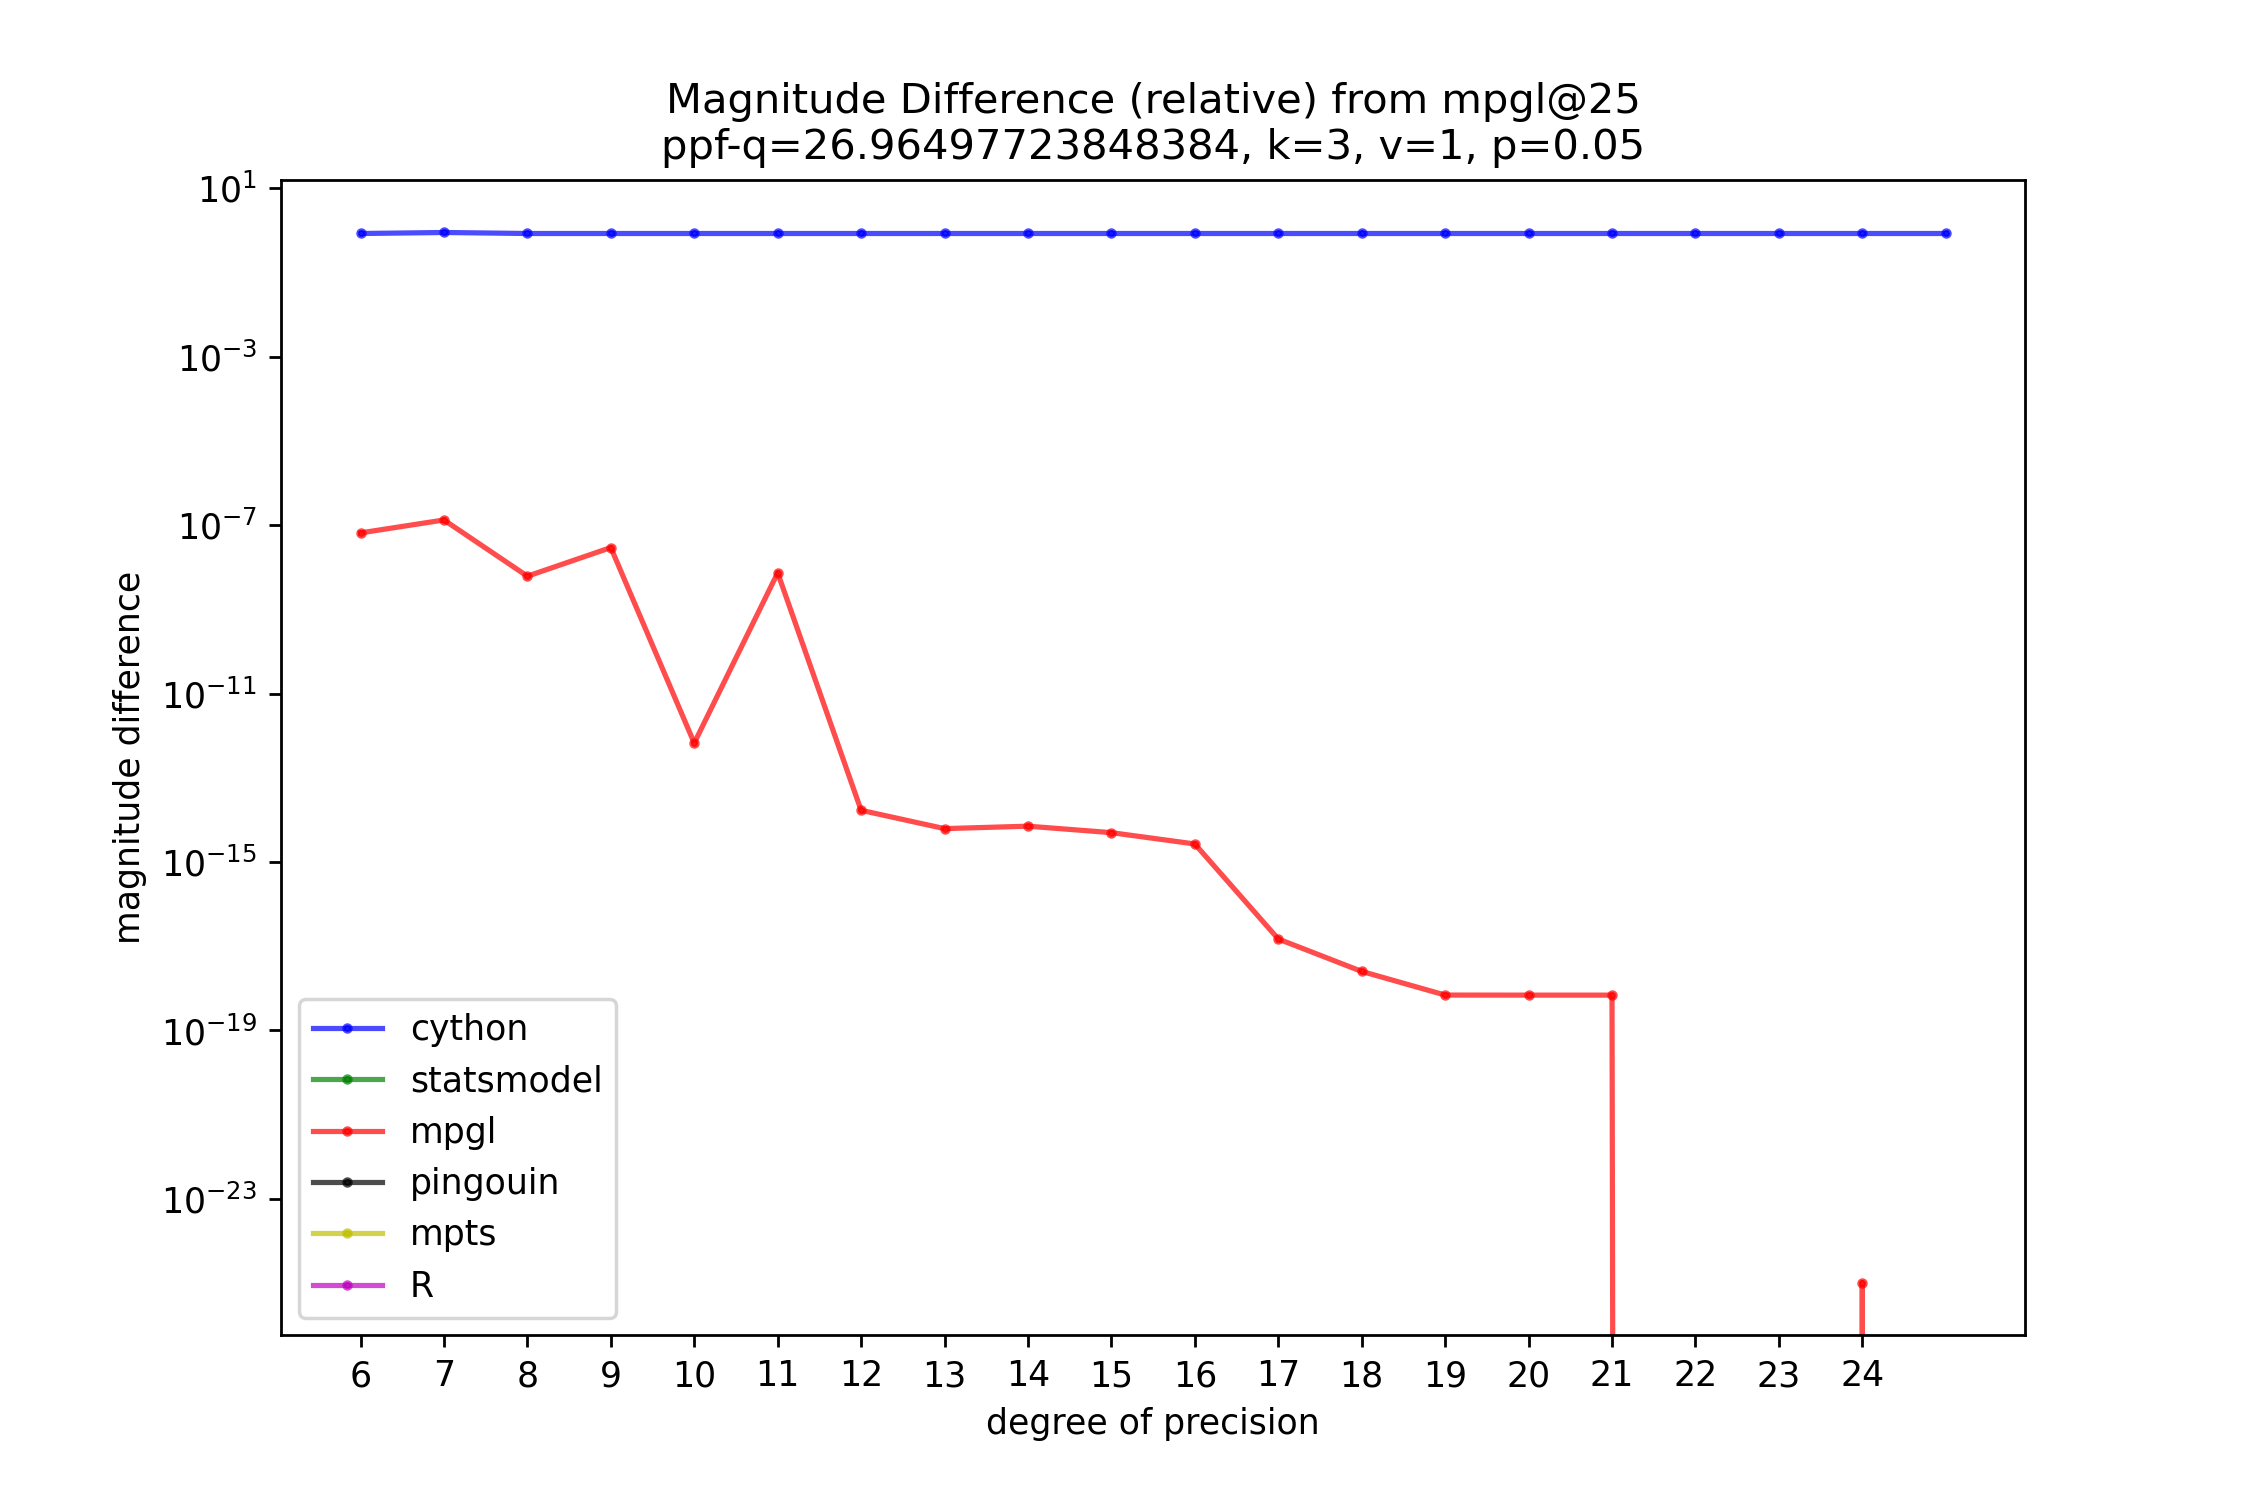 Magnitude Difference (relative) from mpgl@25
ppf-q=26.96497723848384, k=3, v=1, p=0.05
10¹
10⁻³
10⁻⁷
10⁻¹¹
10⁻¹⁵
10⁻¹⁹
10⁻²³
magnitude difference
cython
statsmodel
mpgl
pingouin
mpts
R
6 7 8 9 10 11 12 13 14 15 16 17 18 19 20 21 22 23 24
degree of precision